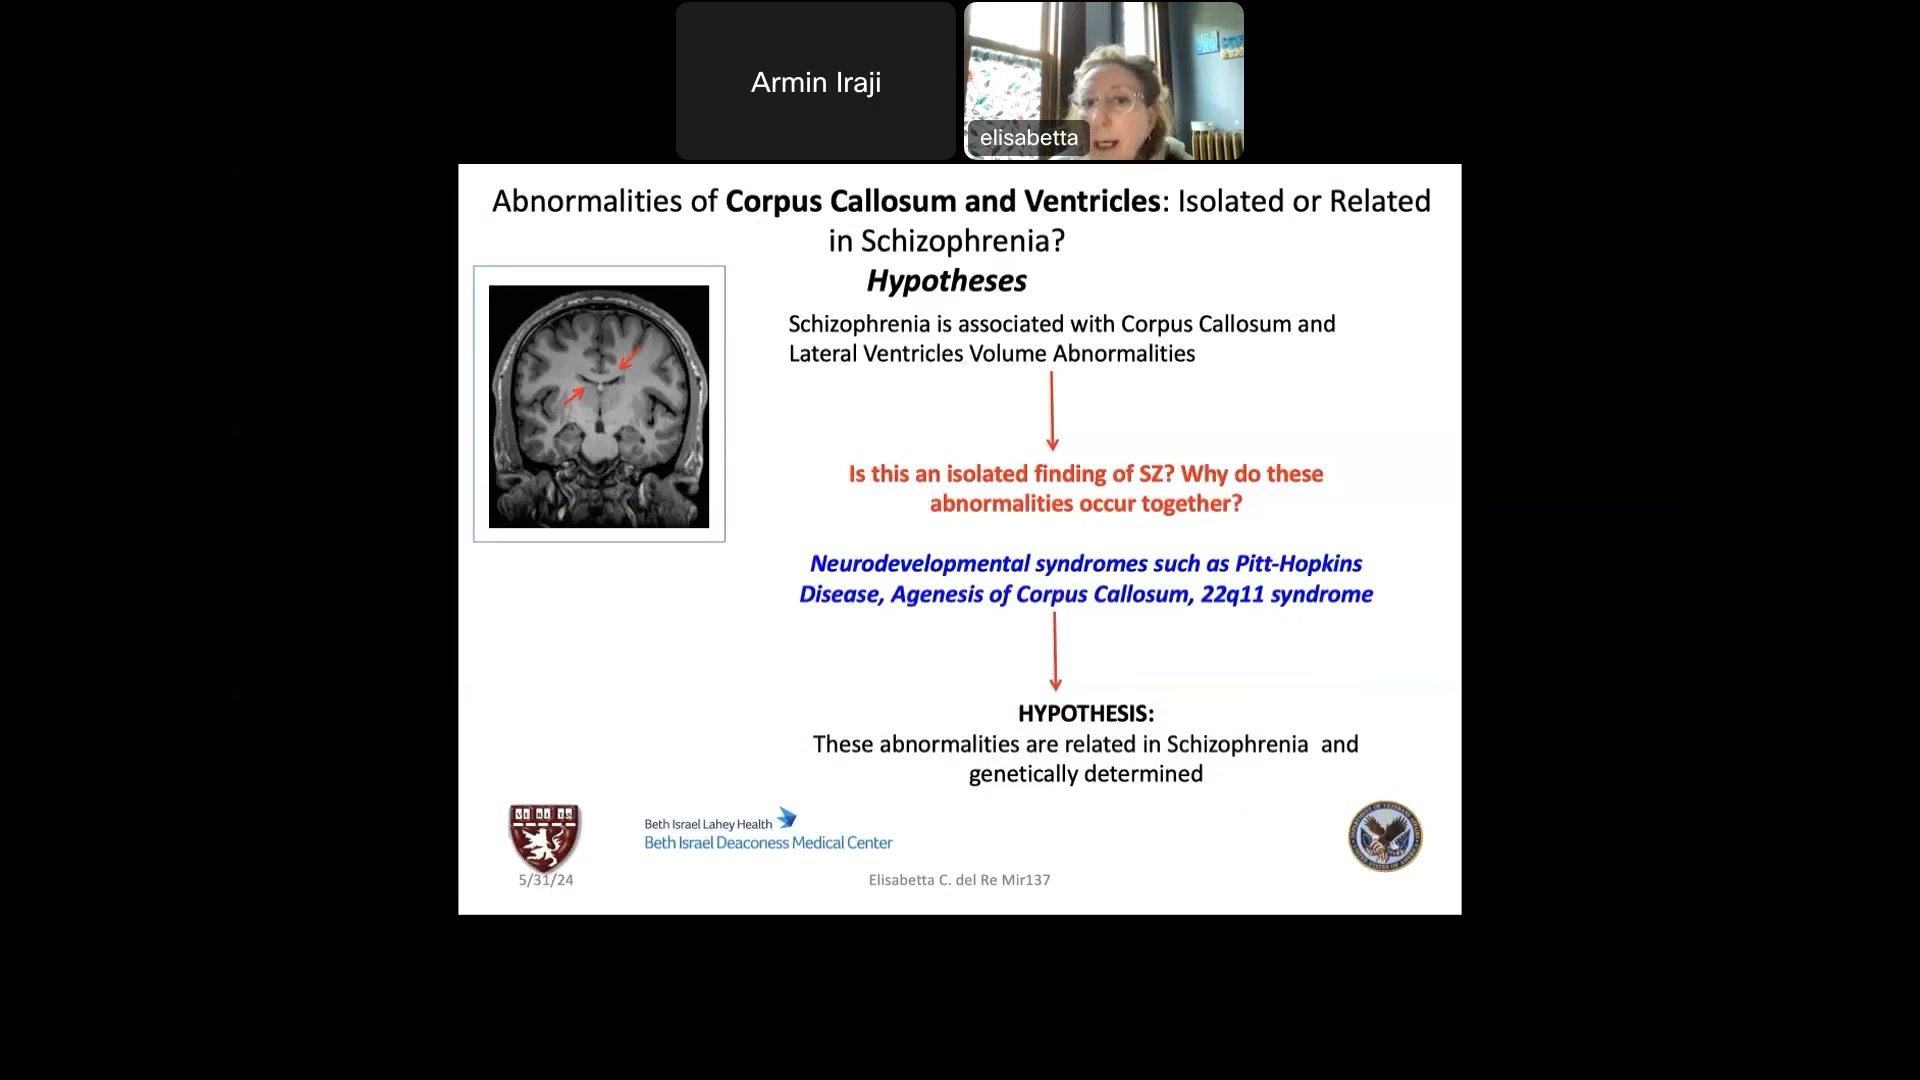 Armin Iraji
elisabetta
Abnormalities of Corpus Callosum and Ventricles: Isolated or Related
in Schizophrenia?
Hypotheses
Schizophrenia is associated with Corpus Callosum and
Lateral Ventricles Volume Abnormalities
Is this an isolated finding of SZ? Why do these
abnormalities occur together?
Neurodevelopmental syndromes such as Pitt-Hopkins
Disease, Agenesis of Corpus Callosum, 22q11 syndrome
HYPOTHESIS:
These abnormalities are related in Schizophrenia and
genetically determined
Beth Israel Lahey Health
Beth Israel Deaconess Medical Center
5/31/24
Elisabetta C. del Re Mir137